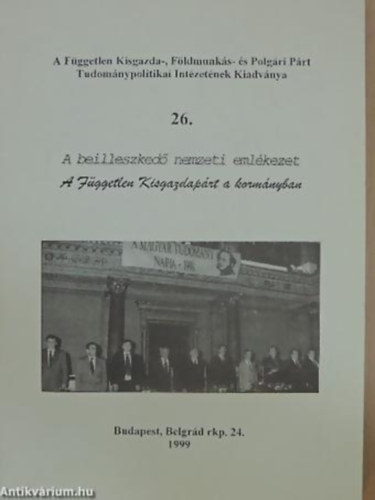 A Független Kisgazda-, Földmunkás- és Polgári Párt
Tudománypolitikai Intézetének Kiadványa
26.
A beilleszkedő nemzeti emlékezet
A Független Kisgazdapárt a kormányban
A MAGYAR TUDOMÁNY
NAPJA - 1998.
Budapest, Belgrád rkp. 24.
1999
Antikvárium.hu